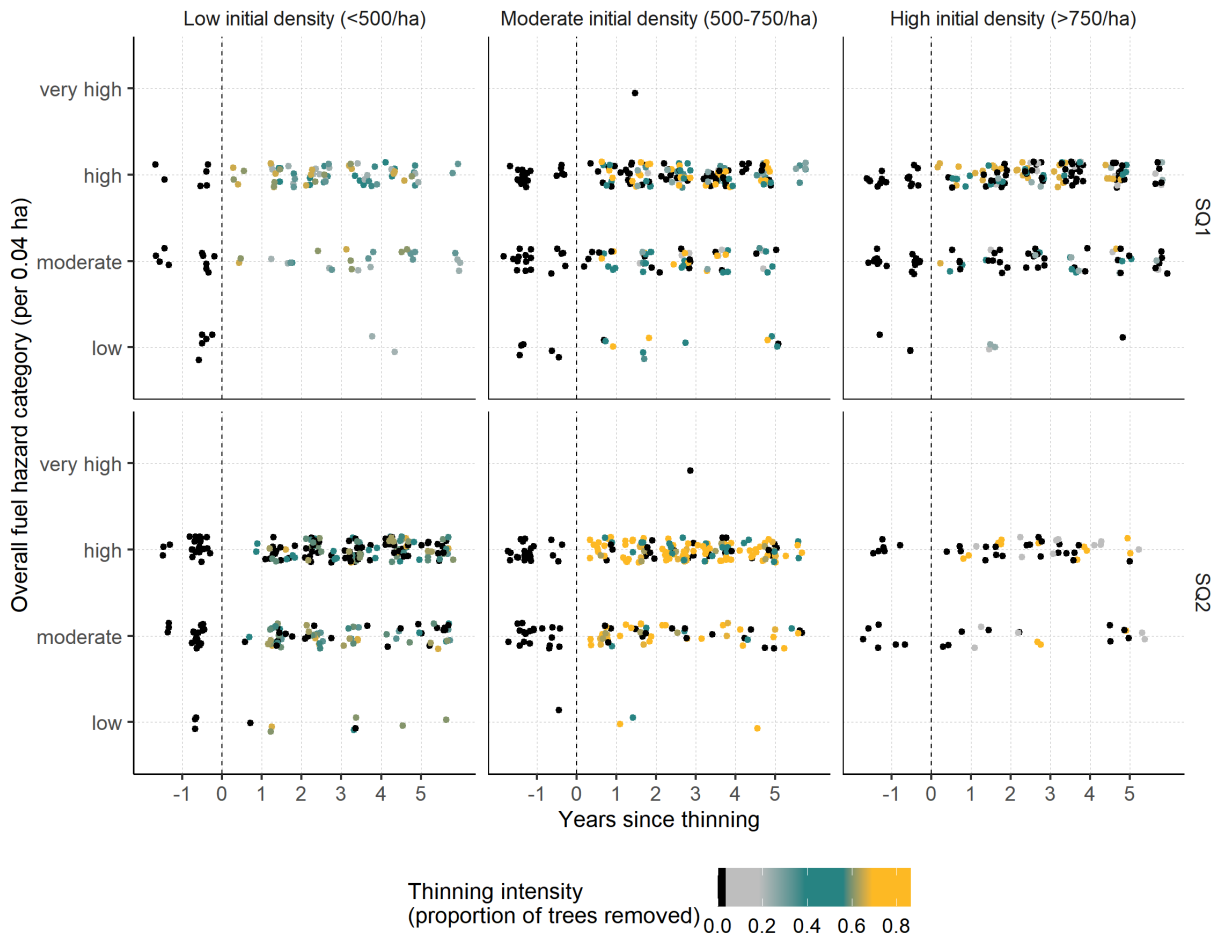 Low initial density (<500/ha)
Moderate initial density (500-750/ha)
High initial density (>750/ha)
Overall fuel hazard category (per 0.04 ha)
very high
high
moderate
low
SQ1
very high
high
moderate
low
SQ2
-1 0 1 2 3 4 5
-1 0 1 2 3 4 5
-1 0 1 2 3 4 5
Years since thinning
Thinning intensity
(proportion of trees removed)
0.0 0.2 0.4 0.6 0.8